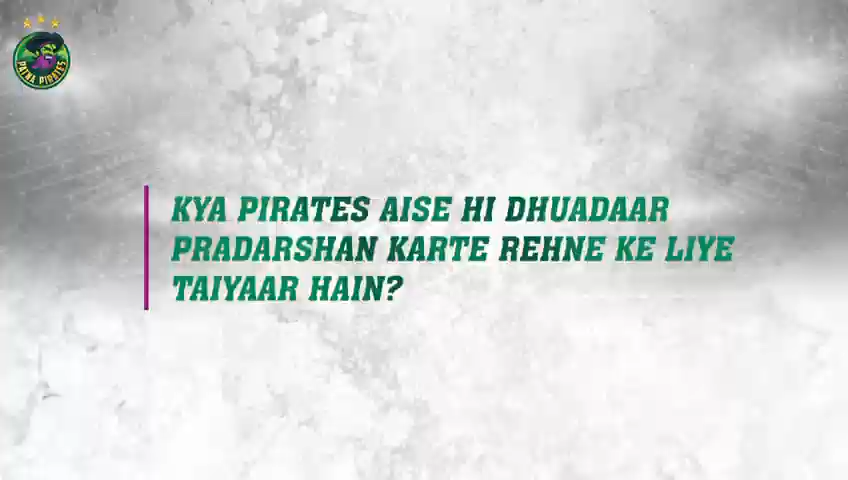 PATNA PIRATES
KYA PIRATES AISE HI DHUADAAR
PRADARSHAN KARTE REHNE KE LIYE
TAIYAAR HAIN?